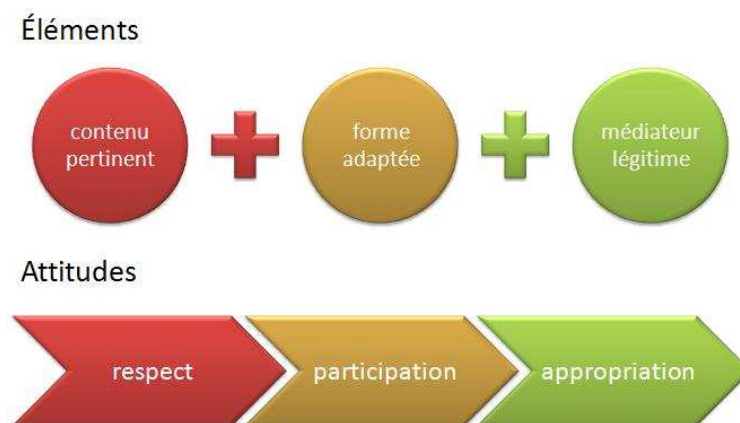 Éléments
contenu
pertinent
forme
adaptée
médiateur
légitime
Attitudes
respect
participation
appropriation